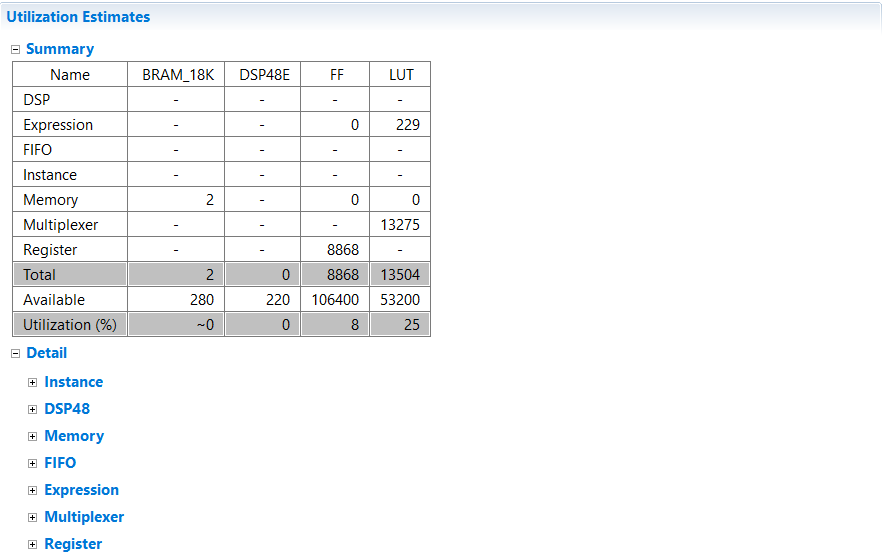 Utilization Estimates
Summary
Name BRAM_18K DSP48E FF LUT
DSP - - - -
Expression - - 0 229
FIFO - - - -
Instance - - - -
Memory 2 - 0 0
Multiplexer - - - 13275
Register - - 8868 -
Total 2 0 8868 13504
Available 280 220 106400 53200
Utilization (%) ~0 0 8 25
Detail
Instance
DSP48
Memory
FIFO
Expression
Multiplexer
Register